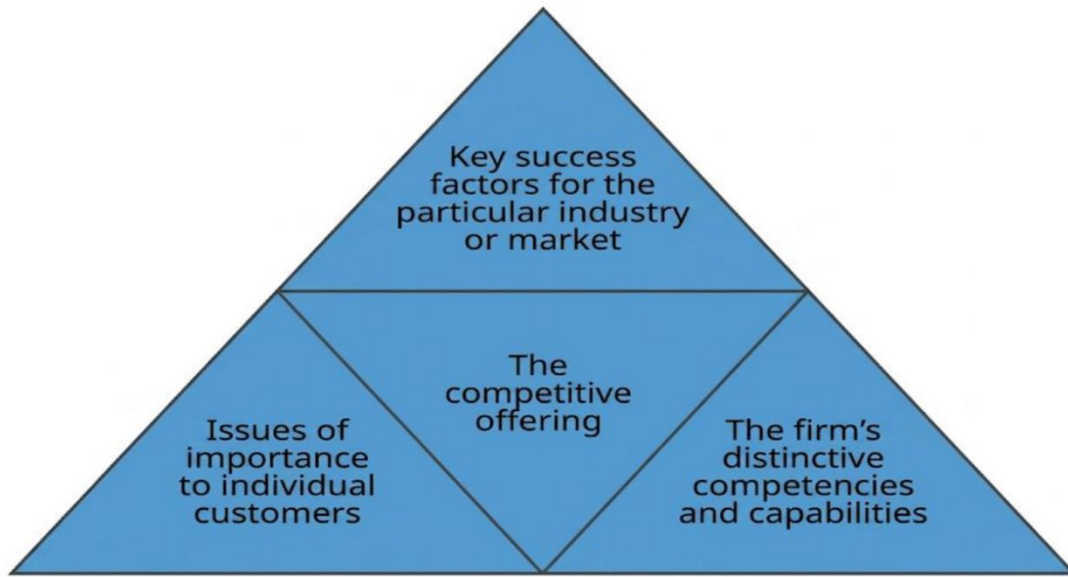 Key success
factors for the
particular industry
or market
The
competitive
offering
Issues of
importance
to individual
customers
The firm’s
distinctive
competencies
and capabilities